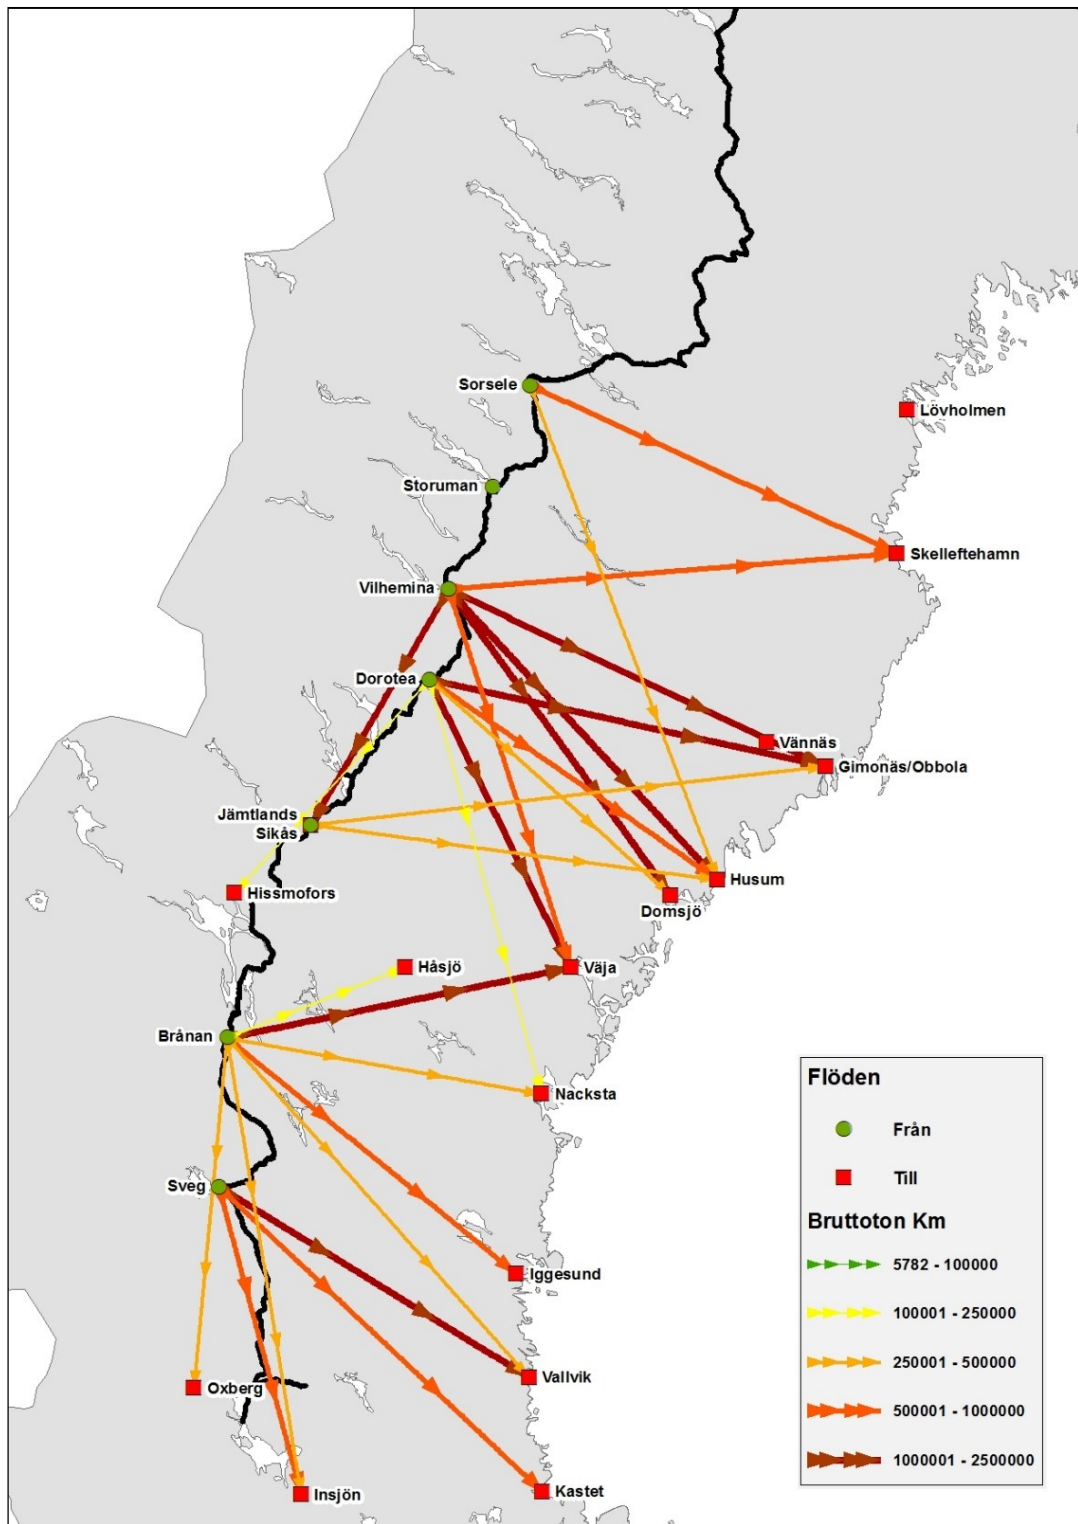 Sorsele
Lövholmen
Storuman
Skelleftehamn
Vilhemina
Dorotea
Vännäs
Gimonäs/Obbola
Jämtlands
Sikås
Husum
Hissmofors
Domsjö
Håsjö
Väja
Brånan
Nacksta
Sveg
Iggesund
Vallvik
Oxberg
Insjön
Kastet
Flöden
Från
Till
Bruttoton Km
5782 - 100000
100001 - 250000
250001 - 500000
500001 - 1000000
1000001 - 2500000